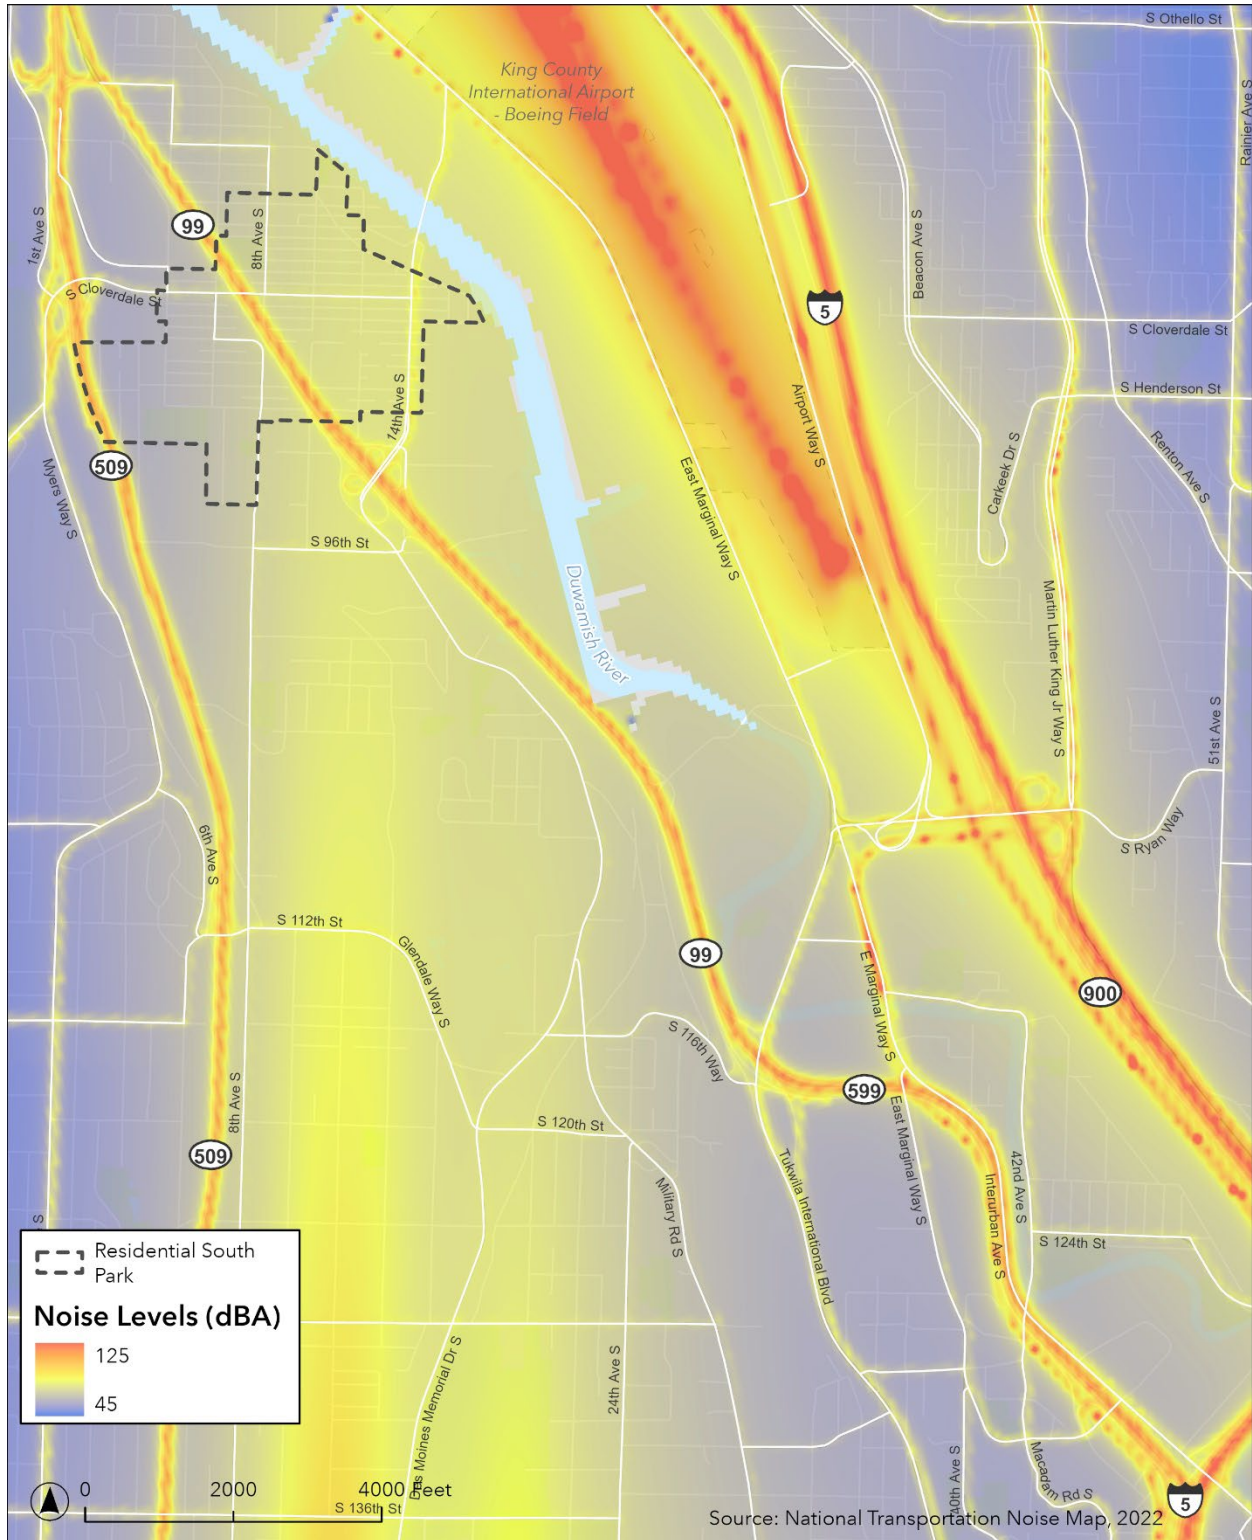 S Othello St
King County
International Airport
- Boeing Field
Rainier Ave S
99
1st Ave S
8th Ave S
Beacon Ave S
S Cloverdale St
5
S Cloverdale St
S Henderson St
Airport Way S
14th Ave S
Renton Ave S
Carkeek Dr S
509
Myers Way S
East Marginal Way S
S 96th St
Duwamish River
Martin Luther King Jr Way S
51st Ave S
S Ryan Way
6th Ave S
S 112th St
Glendale Way S
99
E Marginal Way S
900
S 116th Way
599
8th Ave S
East Marginal Way S
S 120th St
509
Tukwila International Blvd
42nd Ave S
Military Rd S
Interurban Ave S
S 124th St
S
Residential South
Park
Noise Levels (dBA)
125
45
Des Moines Memorial Dr S
24th Ave S
40th Ave S
Macadam Rd S
5
0 2000 4000 Feet
S 136th St
Source: National Transportation Noise Map, 2022